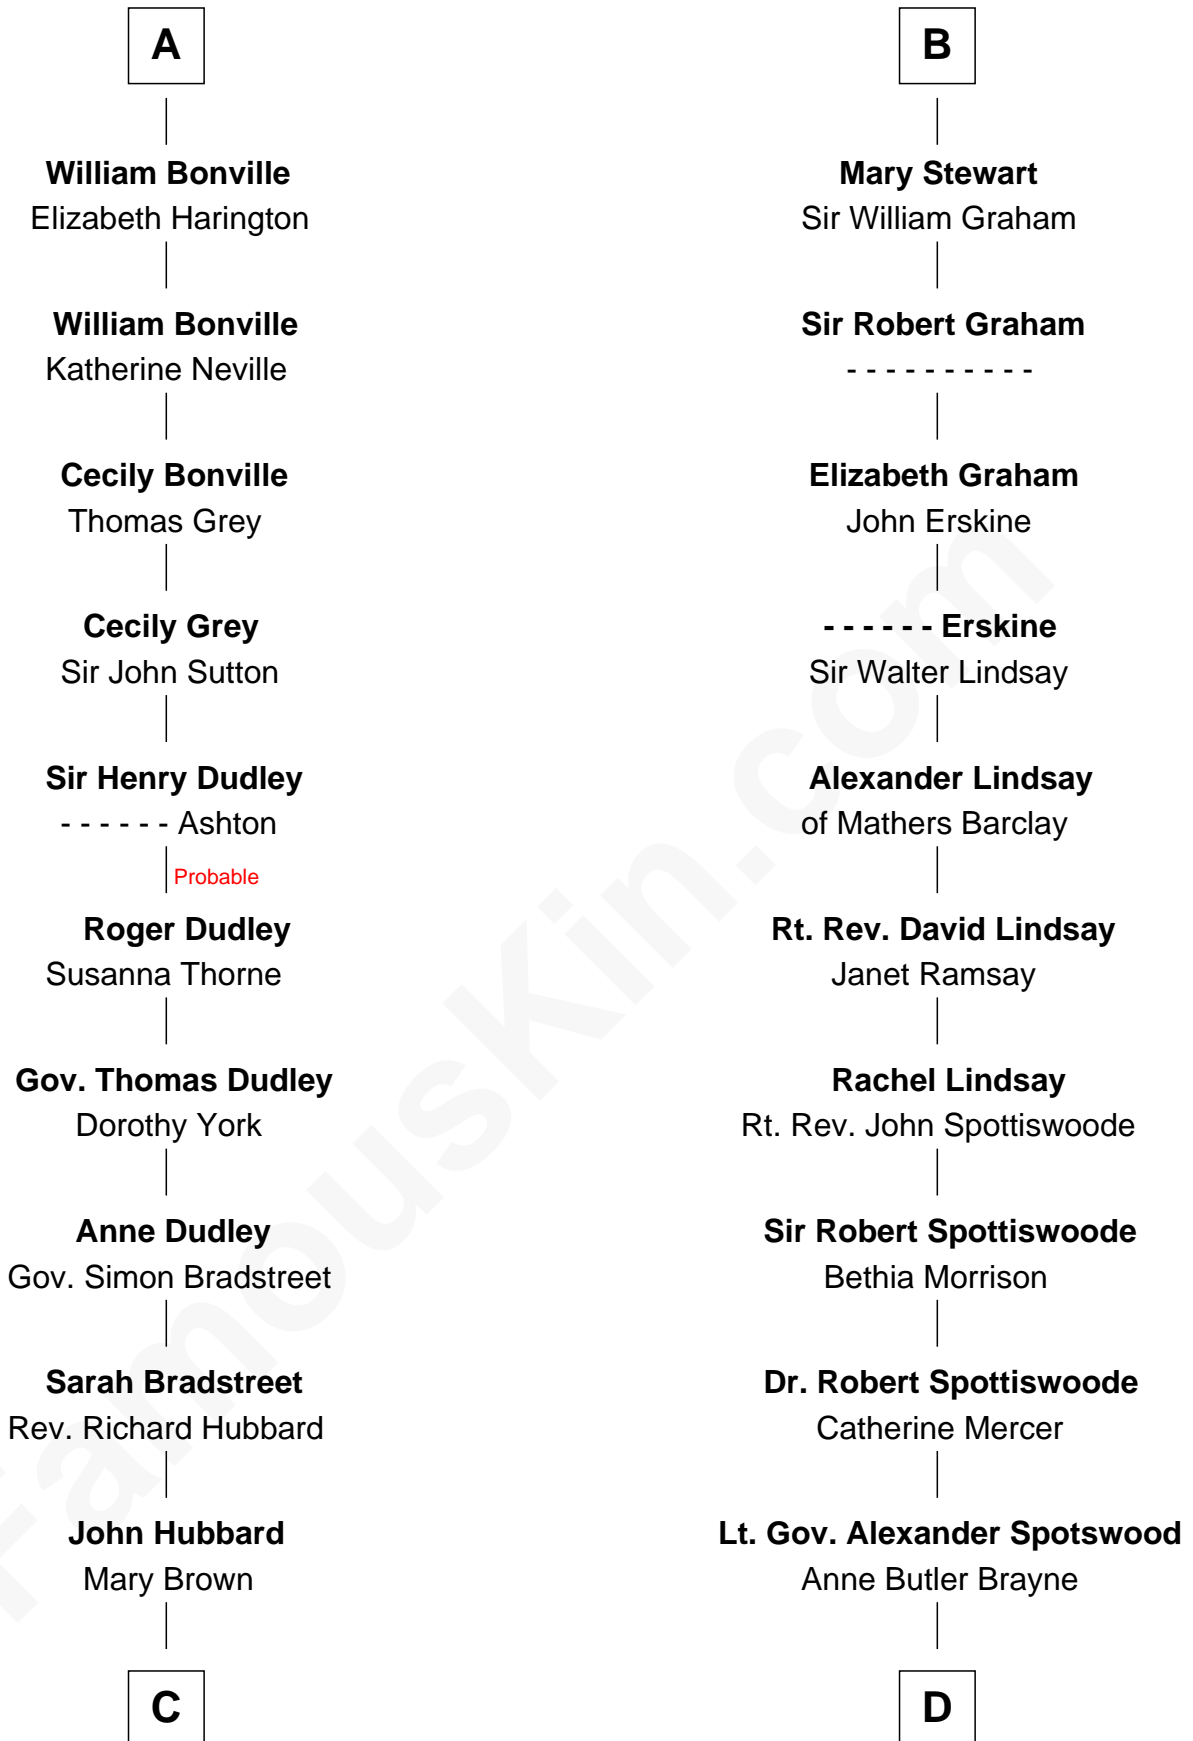 A
William Bonville
Elizabeth Harington
William Bonville
Katherine Neville
Cecily Bonville
Thomas Grey
Cecily Grey
Sir John Sutton
Sir Henry Dudley
- - - - - - Ashton
Probable
Roger Dudley
Susanna Thorne
Gov. Thomas Dudley
Dorothy York
Anne Dudley
Gov. Simon Bradstreet
Sarah Bradstreet
Rev. Richard Hubbard
John Hubbard
Mary Brown
C
B
Mary Stewart
Sir William Graham
Sir Robert Graham
- - - - - - - - - -
Elizabeth Graham
John Erskine
- - - - - - Erskine
Sir Walter Lindsay
Alexander Lindsay
of Mathers Barclay
Rt. Rev. David Lindsay
Janet Ramsay
Rachel Lindsay
Rt. Rev. John Spottiswoode
Sir Robert Spottiswoode
Bethia Morrison
Dr. Robert Spottiswoode
Catherine Mercer
Lt. Gov. Alexander Spotswood
Anne Butler Brayne
D
FamousKin.com